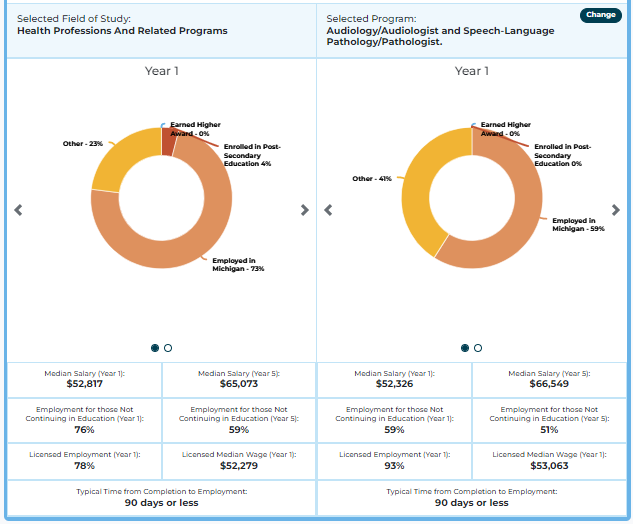 Selected Field of Study:
Health Professions And Related Programs
Year 1
Earned Higher
Award - 0%
Other - 23%
Enrolled in Post-
Secondary
Education 4%
Employed in
Michigan - 73%
Median Salary (Year 1):
$52,817
Median Salary (Year 5):
$65,073
Employment for those Not
Continuing in Education (Year 1):
76%
Employment for those Not
Continuing in Education (Year 5):
59%
Licensed Employment (Year 1):
78%
Licensed Median Wage (Year 1):
$52,279
Typical Time from Completion to Employment:
90 days or less
Selected Program:
Change
Audiology/Audiologist and Speech-Language
Pathology/Pathologist.
Year 1
Earned Higher
Award - 0%
Enrolled in Post-
Secondary
Education 0%
Other - 41%
Employed in
Michigan - 59%
Median Salary (Year 1):
$52,326
Median Salary (Year 5):
$66,549
Employment for those Not
Continuing in Education (Year 1):
59%
Employment for those Not
Continuing in Education (Year 5):
51%
Licensed Employment (Year 1):
93%
Licensed Median Wage (Year 1):
$53,063
Typical Time from Completion to Employment:
90 days or less